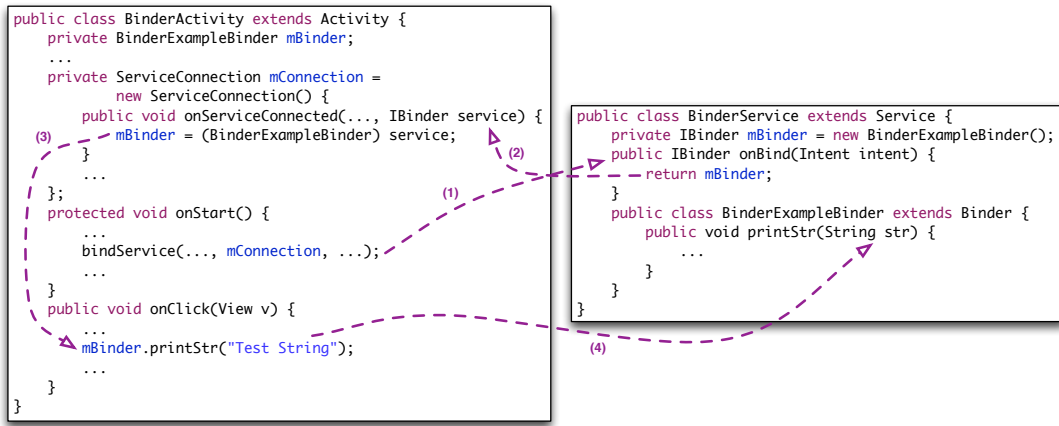 public class BinderActivity extends Activity {
private BinderExampleBinder mBinder;
...
private ServiceConnection mConnection =
new ServiceConnection() {
public void onServiceConnected(..., IBinder service) {
(3)
mBinder = (BinderExampleBinder) service;
}
...
};
protected void onStart() {
...
bindService(..., mConnection, ...);
...
}
public void onClick(View v) {
...
mBinder.printStr("Test String");
...
}
}
(1)
(2)
(4)
public class BinderService extends Service {
private IBinder mBinder = new BinderExampleBinder();
public IBinder onBind(Intent intent) {
return mBinder;
}
public class BinderExampleBinder extends Binder {
public void printStr(String str) {
...
}
}
}